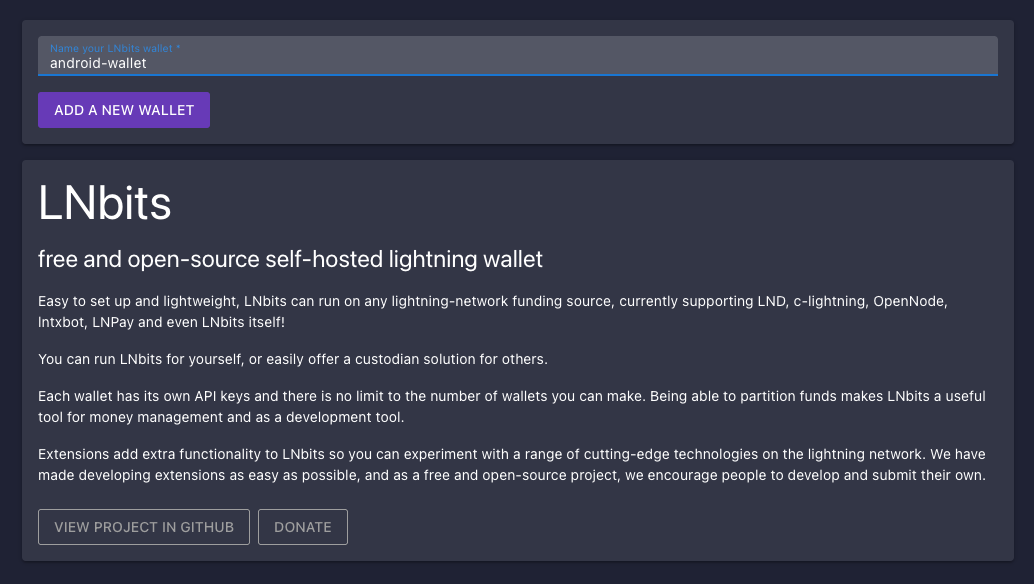 Name your LNbits wallet *
android-wallet
ADD A NEW WALLET
LNbits
free and open-source self-hosted lightning wallet
Easy to set up and lightweight, LNbits can run on any lightning-network funding source, currently supporting LND, c-lightning, OpenNode,
lntxbot, LNPay and even LNbits itself!
You can run LNbits for yourself, or easily offer a custodian solution for others.
Each wallet has its own API keys and there is no limit to the number of wallets you can make. Being able to partition funds makes LNbits a useful
tool for money management and as a development tool.
Extensions add extra functionality to LNbits so you can experiment with a range of cutting-edge technologies on the lightning network. We have
made developing extensions as easy as possible, and as a free and open-source project, we encourage people to develop and submit their own.
VIEW PROJECT IN GITHUB
DONATE